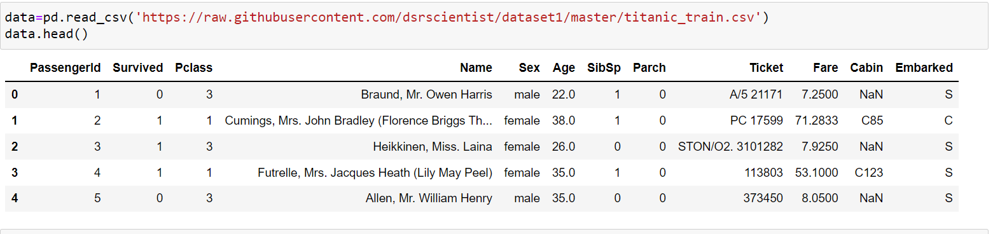 data=pd.read_csv('https://raw.githubusercontent.com/dsrscientist/dataset1/master/titanic_train.csv')
data.head()
PassengerId Survived Pclass Name Sex Age SibSp Parch Ticket Fare Cabin Embarked
0 1 0 3 Braund, Mr. Owen Harris male 22.0 1 0 A/5 21171 7.2500 NaN S
1 2 1 1 Cumings, Mrs. John Bradley (Florence Briggs Th... female 38.0 1 0 PC 17599 71.2833 C85 C
2 3 1 3 Heikkinen, Miss. Laina female 26.0 0 0 STON/O2. 3101282 7.9250 NaN S
3 4 1 1 Futrelle, Mrs. Jacques Heath (Lily May Peel) female 35.0 1 0 113803 53.1000 C123 S
4 5 0 3 Allen, Mr. William Henry male 35.0 0 0 373450 8.0500 NaN S